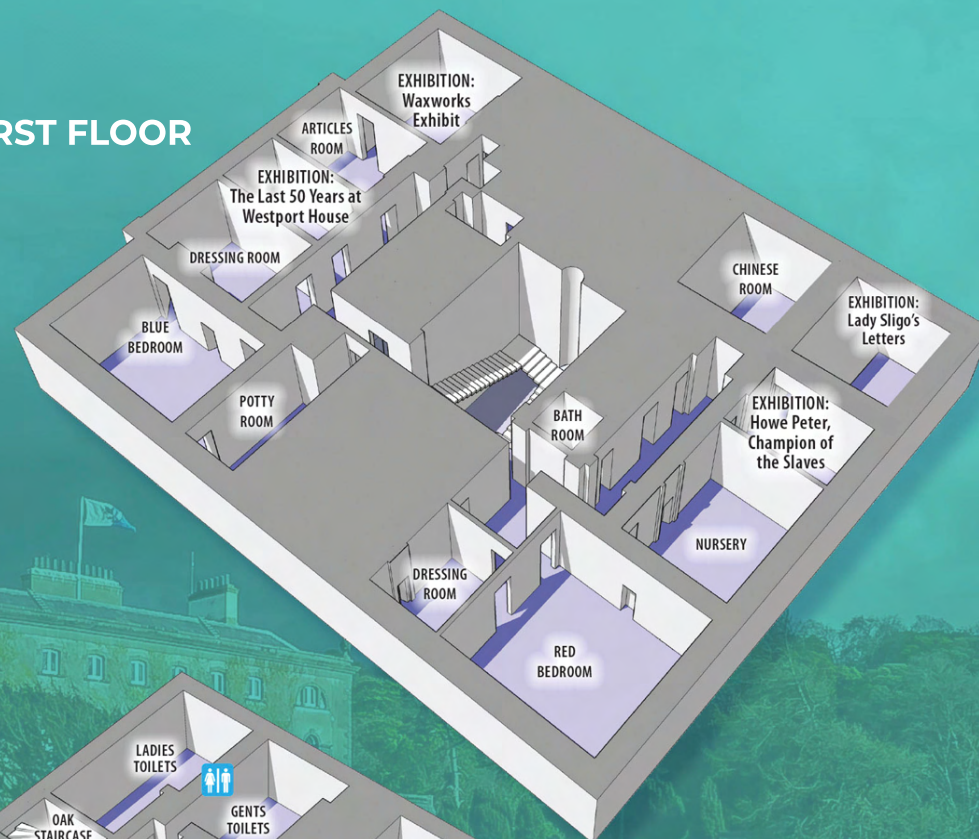 RST FLOOR
EXHIBITION:
Waxworks
Exhibit
ARTICLES
ROOM
EXHIBITION:
The Last 50 Years at
Westport House
DRESSING ROOM
BLUE
BEDROOM
POTTY
ROOM
CHINESE
ROOM
EXHIBITION:
Lady Sligo's
Letters
BATH
ROOM
EXHIBITION:
Howe Peter,
Champion of
the Slaves
NURSERY
DRESSING
ROOM
RED
BEDROOM
LADIES
TOILETS
GENTS
TOILETS
OAK
STAIRCASE